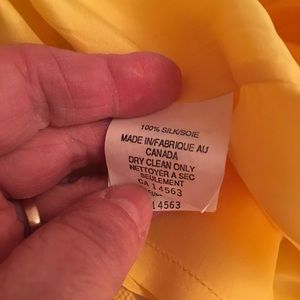 100% SILK/SOIE
MADE IN/FABRIQUE AU
CANADA
DRY CLEAN ONLY
NETTOYER A SEC
SEULEMENT
CA 14563
14563